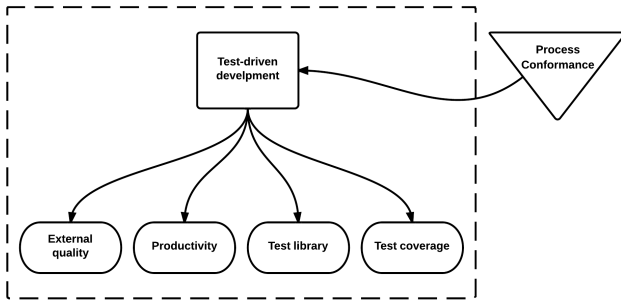 Test-driven
develpment
Process
Conformance
External
quality
Productivity
Test library
Test coverage